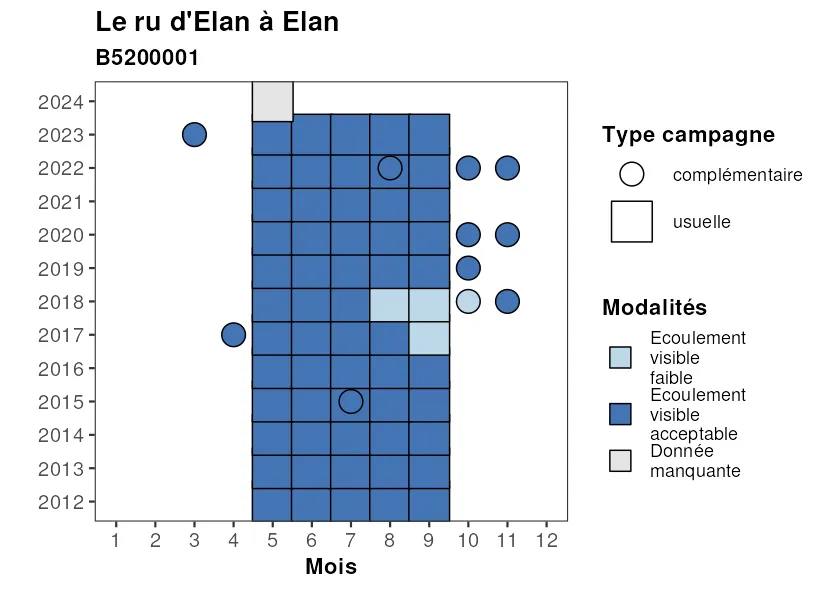 Le ru d'Elan à Elan
B5200001
2024
2023
2022
2021
2020
2019
2018
2017
2016
2015
2014
2013
2012
1 2 3 4 5 6 7 8 9 10 11 12
Mois
Type campagne
complémentaire
usuelle
Modalités
Ecoulement
visible
faible
Ecoulement
visible
acceptable
Donnée
manquante